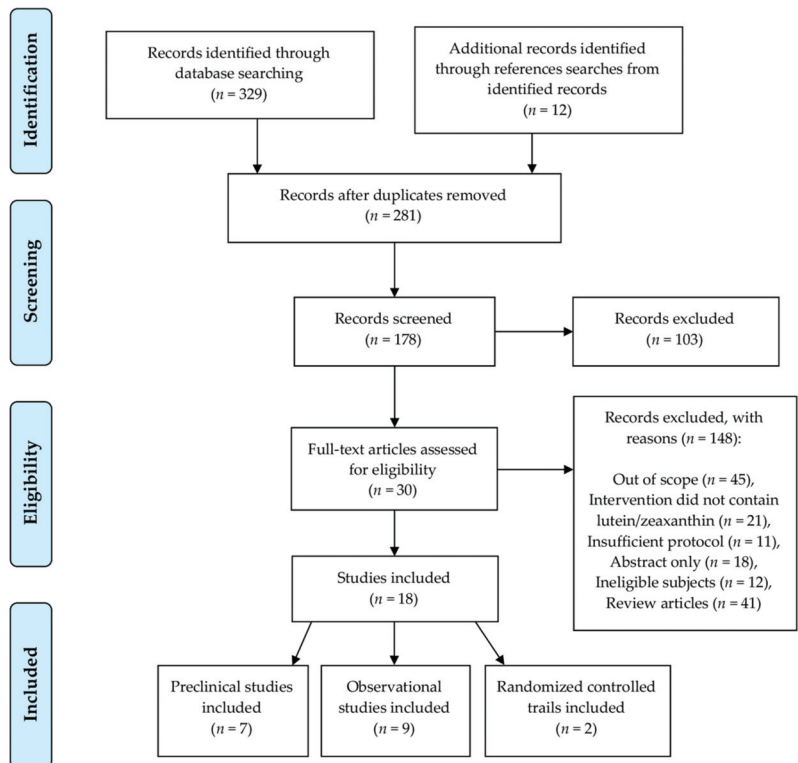 Identification
Records identified through
database searching
(n = 329)
Additional records identified
through references searches from
identified records
(n = 12)
Records after duplicates removed
(n = 281)
Screening
Records screened
(n = 178)
Records excluded
(n = 103)
Eligibility
Full-text articles assessed
for eligibility
(n = 30)
Records excluded, with
reasons (n = 148):
Out of scope (n = 45),
Intervention did not contain
lutein/zeaxanthin (n = 21),
Insufficient protocol (n = 11),
Abstract only (n = 18),
Ineligible subjects (n = 12),
Review articles (n = 41)
Studies included
(n = 18)
Included
Preclinical studies
included
(n = 7)
Observational
studies included
(n = 9)
Randomized controlled
trails included
(n = 2)